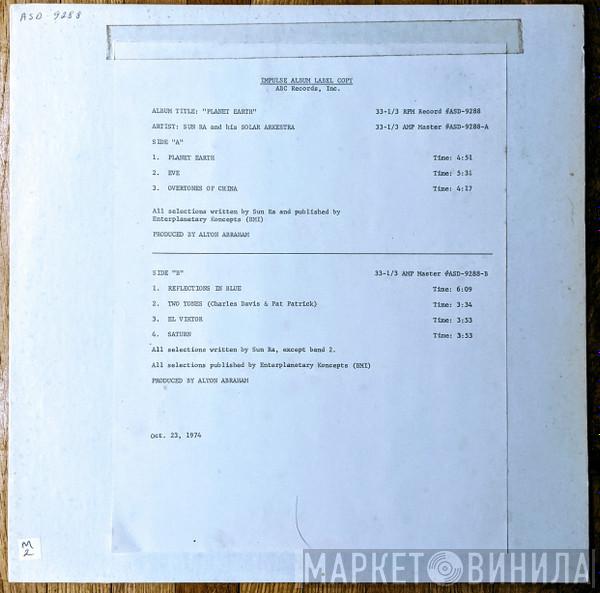 ASD-9288
IMPULSE ALBUM LABEL COPY
ABC Records, Inc.
ALBUM TITLE: "PLANET EARTH" 33-1/3 RPM Record #ASD-9288
ARTIST: SUN RA and his SOLAR ARKESTRA 33-1/3 AMP Master #ASD-9288-A
SIDE "A"
1. PLANET EARTH Time: 4:51
2. EVE Time: 5:31
3. OVERTONES OF CHINA Time: 4:17
All selections written by Sun Ra and published by
Enterplanetary Koncepts (BMI)
PRODUCED BY ALTON ABRAHAM
SIDE "B" 33-1/3 AMP Master #ASD-9288-B
1. REFLECTIONS IN BLUE Time: 6:09
2. TWO TONES (Charles Davis & Pat Patrick) Time: 3:34
3. EL VIKTOR Time: 3:53
4. SATURN Time: 3:53
All selections written by Sun Ra, except band 2.
All selections published by Enterplanetary Koncepts (BMI)
PRODUCED BY ALTON ABRAHAM
Oct. 23, 1974
M
2
МАРКЕТ ВИНИЛА